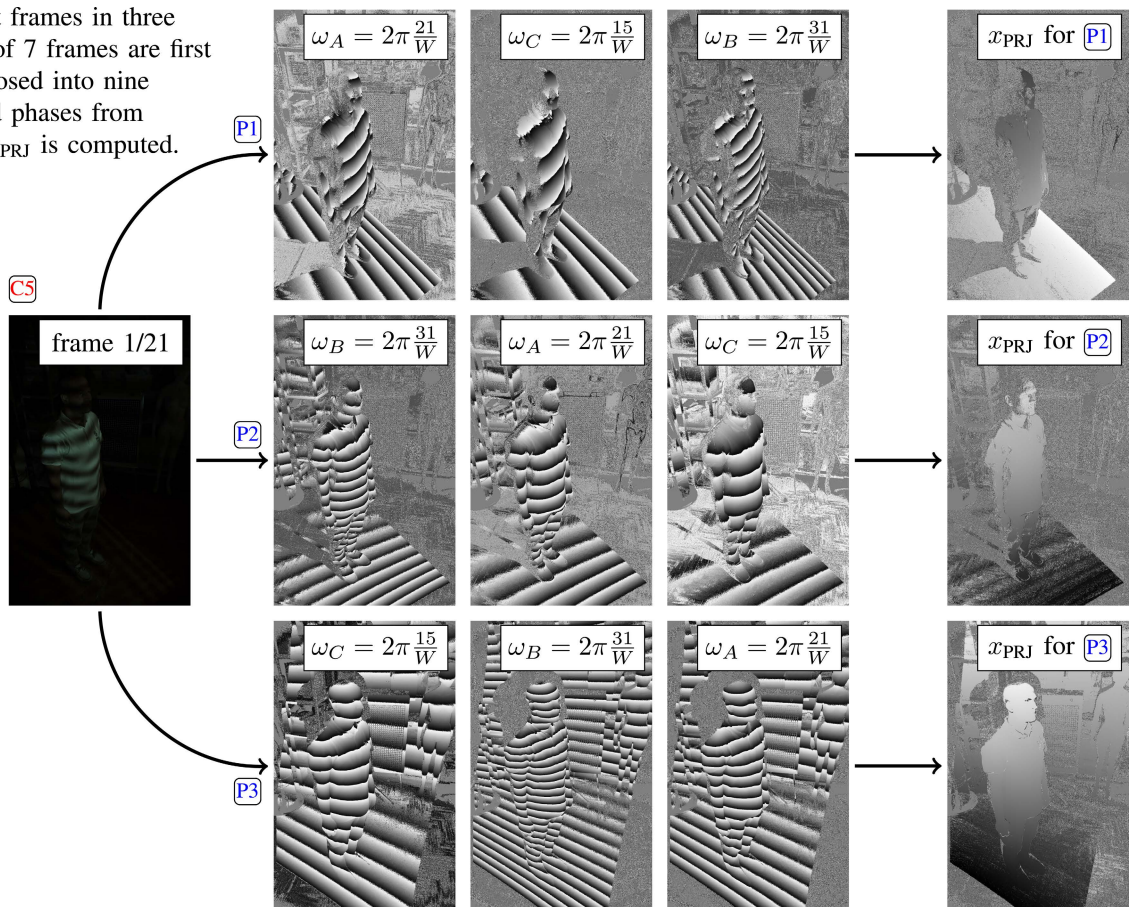 frames in three
of 7 frames are first
into nine
phases from
PRJ is computed.
P1
ω_A = 2π 21/W
ω_C = 2π 15/W
ω_B = 2π 31/W
x_PRJ for P1
C5
frame 1/21
P2
ω_B = 2π 31/W
ω_A = 2π 21/W
ω_C = 2π 15/W
x_PRJ for P2
P3
ω_C = 2π 15/W
ω_B = 2π 31/W
ω_A = 2π 21/W
x_PRJ for P3